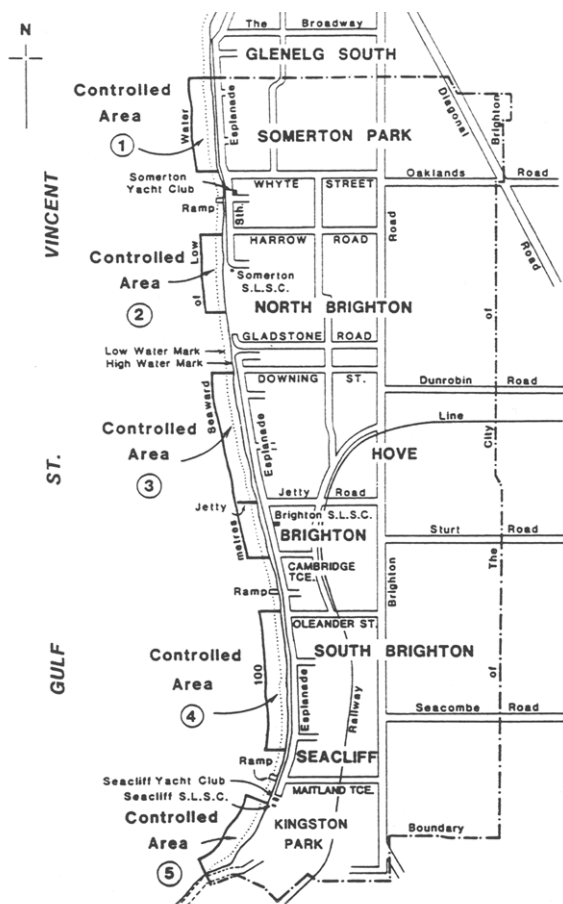 The Broadway
N
GLENELG SOUTH
Controlled
Area
1
Water
Esplanade
Diagonal
Road
Brighton
SOMERTON PARK
Somerton
Yacht Club
WHYTE STREET
Oaklands Road
Ramp
Sth.
VINCENT
HARROW ROAD
Road
Controlled
Area
2
Low
of
Somerton
S.L.S.C.
NORTH BRIGHTON
of
GLADSTONE ROAD
Low Water Mark
High Water Mark
DOWNING ST.
Dunrobin Road
Seaward
Line
City
Controlled
Area
3
Esplanade
HOVE
ST.
Jetty Road
Jetty
Brighton S.L.S.C.
metres
BRIGHTON
Sturt Road
The
CAMBRIDGE
TCE.
Ramp
Brighton
OLEANDER ST.
SOUTH BRIGHTON
Controlled
Area
4
100
Esplanade
Railway
of
GULF
Seacombe Road
SEACLIFF
Ramp
Seacliff Yacht Club
Seacliff S.L.S.C.
MAITLAND TCE.
Controlled
Area
5
KINGSTON
PARK
Boundary